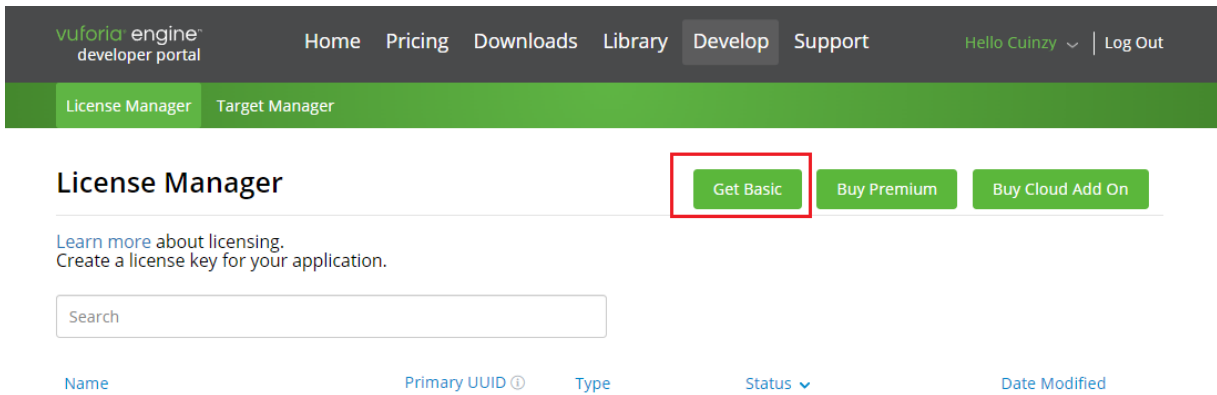 vuforia® engine™
developer portal
Home Pricing Downloads Library Develop Support
Hello Cuinzy | Log Out
License Manager Target Manager
License Manager
Get Basic Buy Premium Buy Cloud Add On
Learn more about licensing.
Create a license key for your application.
Search
Name Primary UUID ⓘ Type Status Date Modified